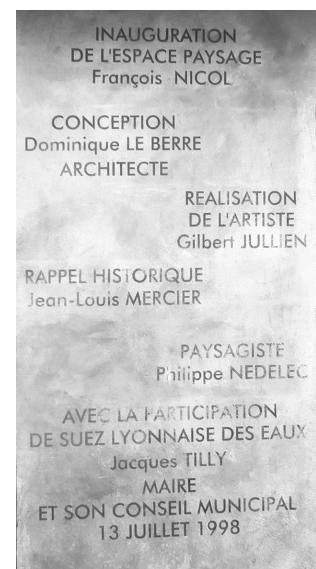 INAUGURATION
DE L'ESPACE PAYSAGE
François NICOL
CONCEPTION
Dominique LE BERRE
ARCHITECTE
REALISATION
DE L'ARTISTE
Gilbert JULLIEN
RAPPEL HISTORIQUE
Jean-Louis MERCIER
PAYSAGISTE
Philippe NEDELEC
AVEC LA PARTICIPATION
DE SUEZ LYONNAISE DES EAUX
Jacques TILLY
MAIRE
ET SON CONSEIL MUNICIPAL
13 JUILLET 1998